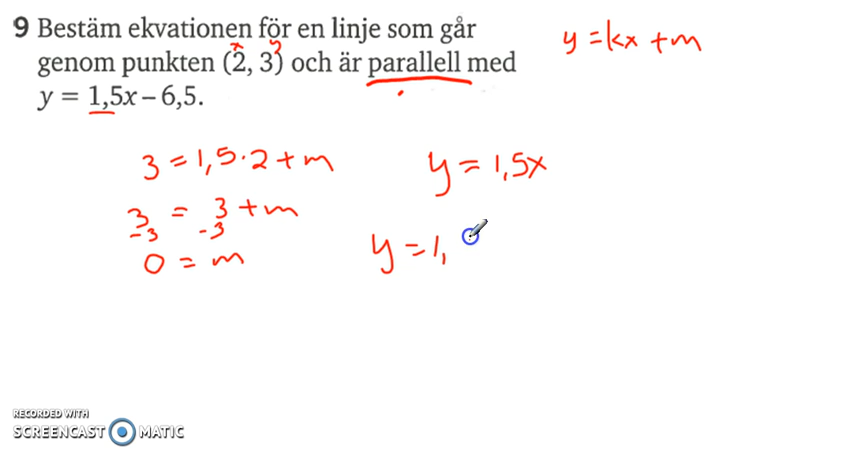 9 Bestäm ekvationen för en linje som går
x y
genom punkten (2, 3) och är parallell med
y = 1,5x – 6,5.
y = kx + m
3 = 1,5 · 2 + m
3 = 3 + m
-3 -3
0 = m
y = 1,5x
y = 1,
RECORDED WITH
SCREENCAST MATIC